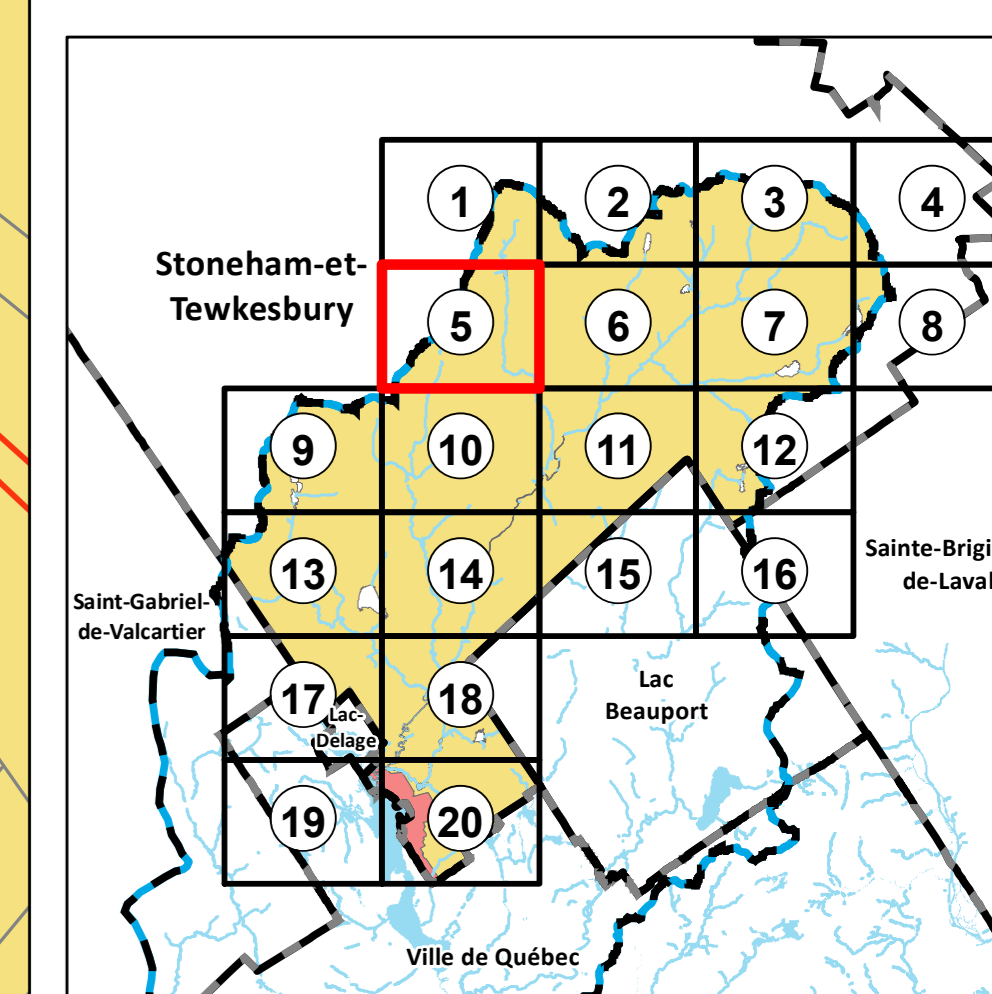 1
2
3
4
Stoneham-et-
Tewkesbury
5
6
7
8
9
10
11
12
13
14
15
16
Sainte-Brigi
de-Laval
Saint-Gabriel-
de-Valcartier
17
Lac-
Delage
18
Lac
Beauport
19
20
Ville de Québec